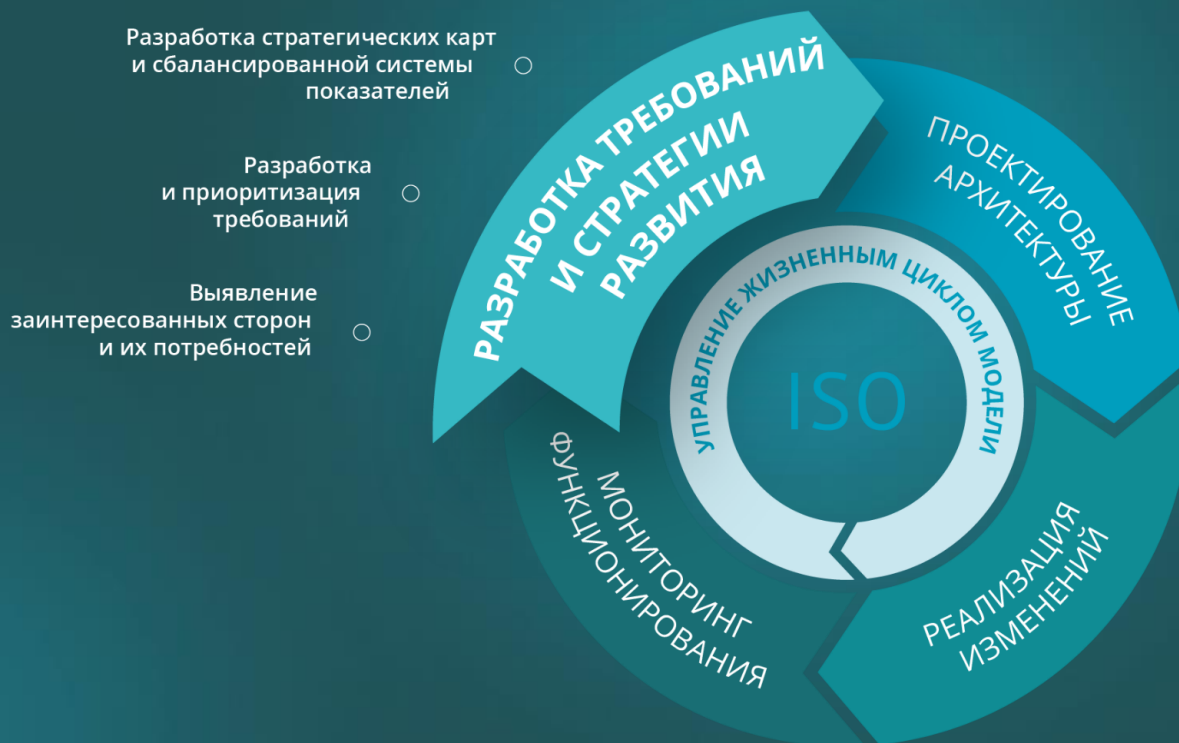 Разработка стратегических карт
и сбалансированной системы
показателей
Разработка
и приоритизация
требований
Выявление
заинтересованных сторон
и их потребностей
РАЗРАБОТКА ТРЕБОВАНИЙ
И СТРАТЕГИИ
РАЗВИТИЯ
ПРОЕКТИРОВАНИЕ
АРХИТЕКТУРЫ
РЕАЛИЗАЦИЯ
ИЗМЕНЕНИЙ
МОНИТОРИНГ
ФУНКЦИОНИРОВАНИЯ
УПРАВЛЕНИЕ ЖИЗНЕННЫМ ЦИКЛОМ МОДЕЛИ
ISO